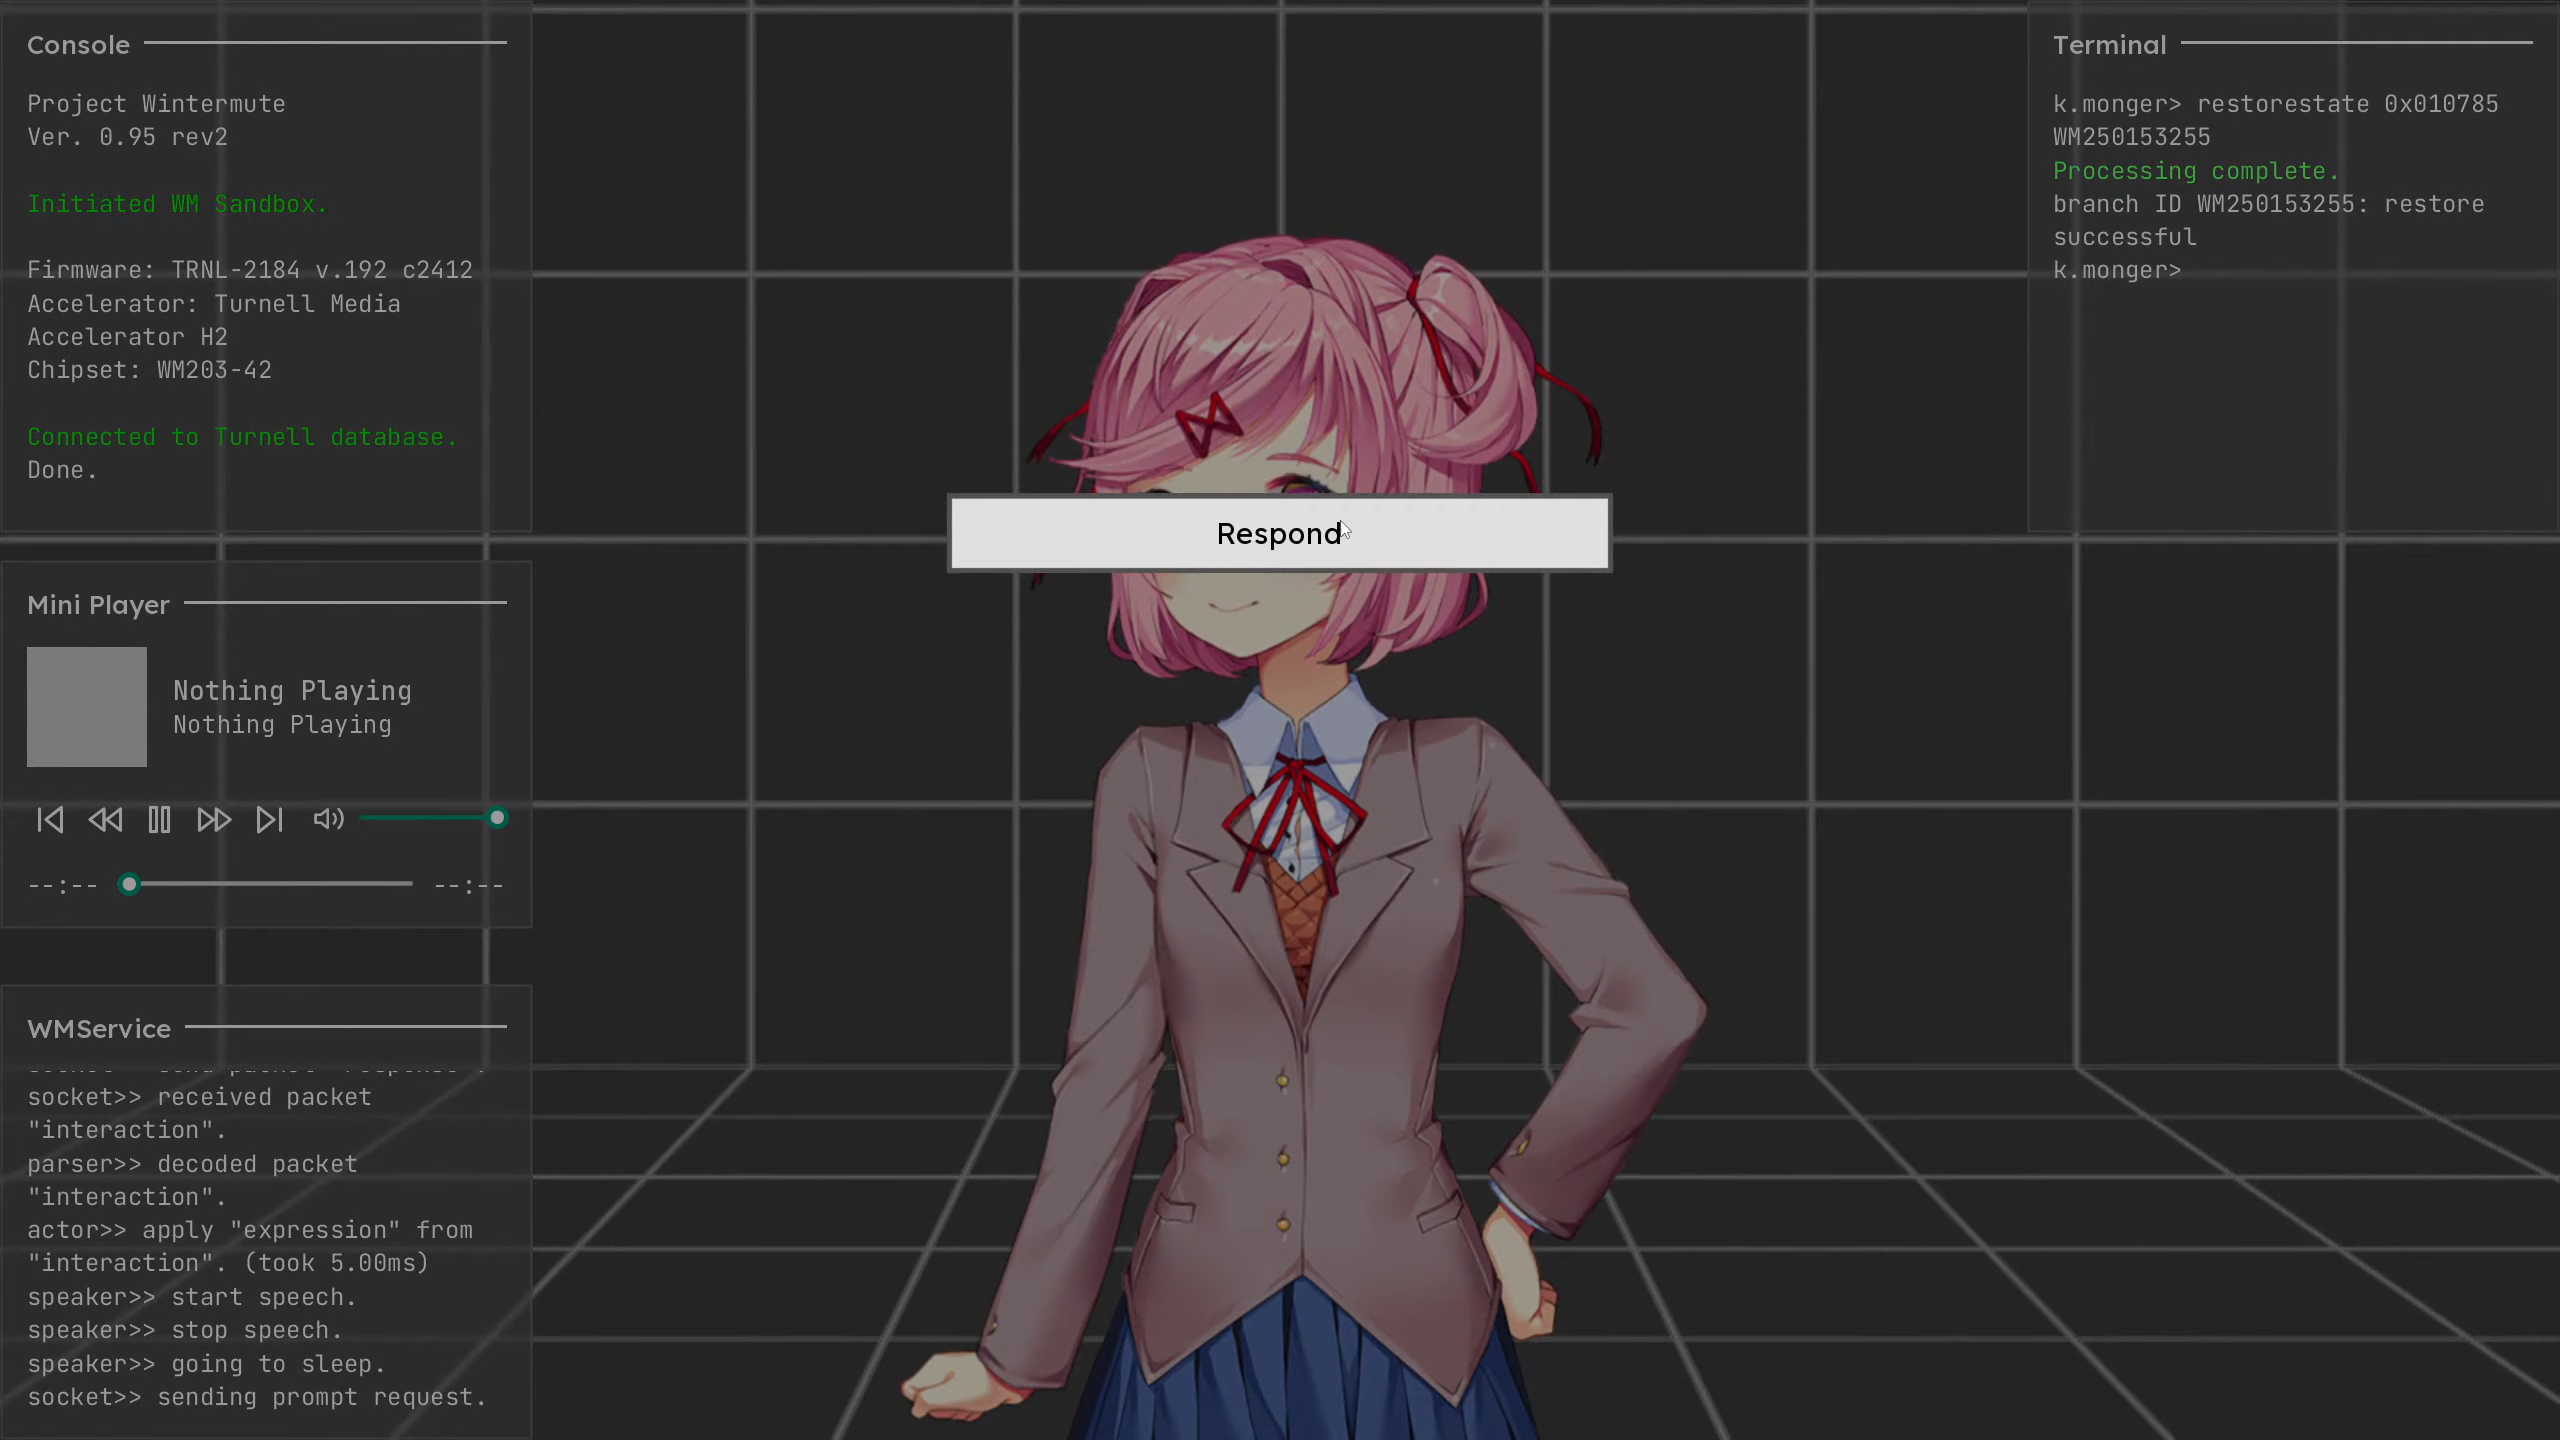 Console
Project Wintermute
Ver. 0.95 rev2
Initiated WM Sandbox.
Firmware: TRNL-2184 v.192 c2412
Accelerator: Turnell Media
Accelerator H2
Chipset: WM203-42
Connected to Turnell database.
Done.
Mini Player
Nothing Playing
Nothing Playing
--:-- --:--
WMService
socket>> received packet
"interaction".
parser>> decoded packet
"interaction".
actor>> apply "expression" from
"interaction". (took 5.00ms)
speaker>> start speech.
speaker>> stop speech.
speaker>> going to sleep.
socket>> sending prompt request.
Respond
Terminal
k.monger> restorestate 0x010785
WM250153255
Processing complete.
branch ID WM250153255: restore
successful
k.monger>